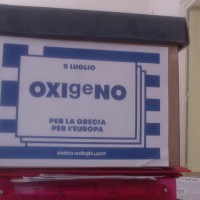 5 LUGLIO
OXIgeNO
PER LA GRECIA
PER L'EUROPA